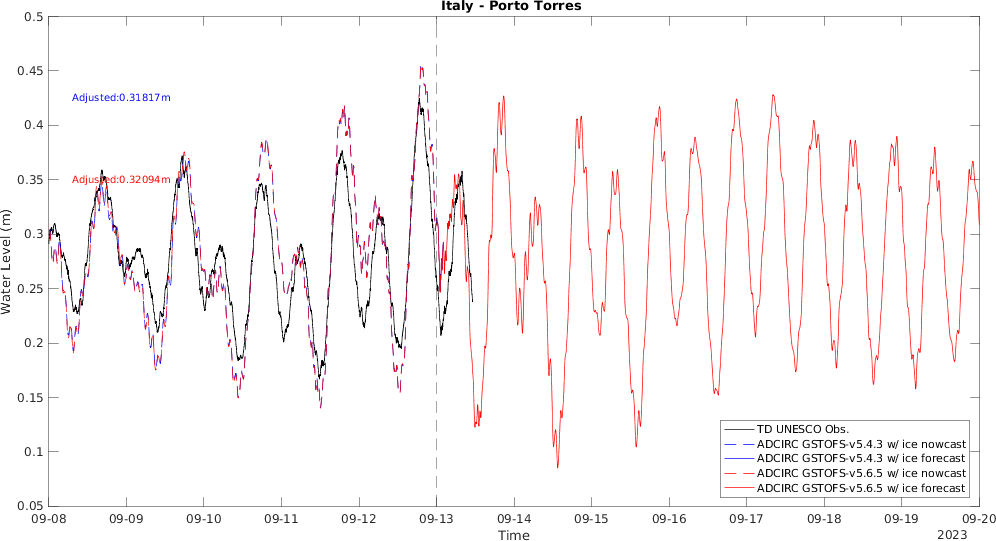 Italy - Porto Torres
0.5
0.45
0.4
0.35
0.3
0.25
0.2
0.15
0.1
0.05
Water Level (m)
Adjusted:0.31817m
Adjusted:0.32094m
TD UNESCO Obs.
ADCIRC GSTOFS-v5.4.3 w/ ice nowcast
ADCIRC GSTOFS-v5.4.3 w/ ice forecast
ADCIRC GSTOFS-v5.6.5 w/ ice nowcast
ADCIRC GSTOFS-v5.6.5 w/ ice forecast
09-08 09-09 09-10 09-11 09-12 09-13 09-14 09-15 09-16 09-17 09-18 09-19 09-20
Time
2023